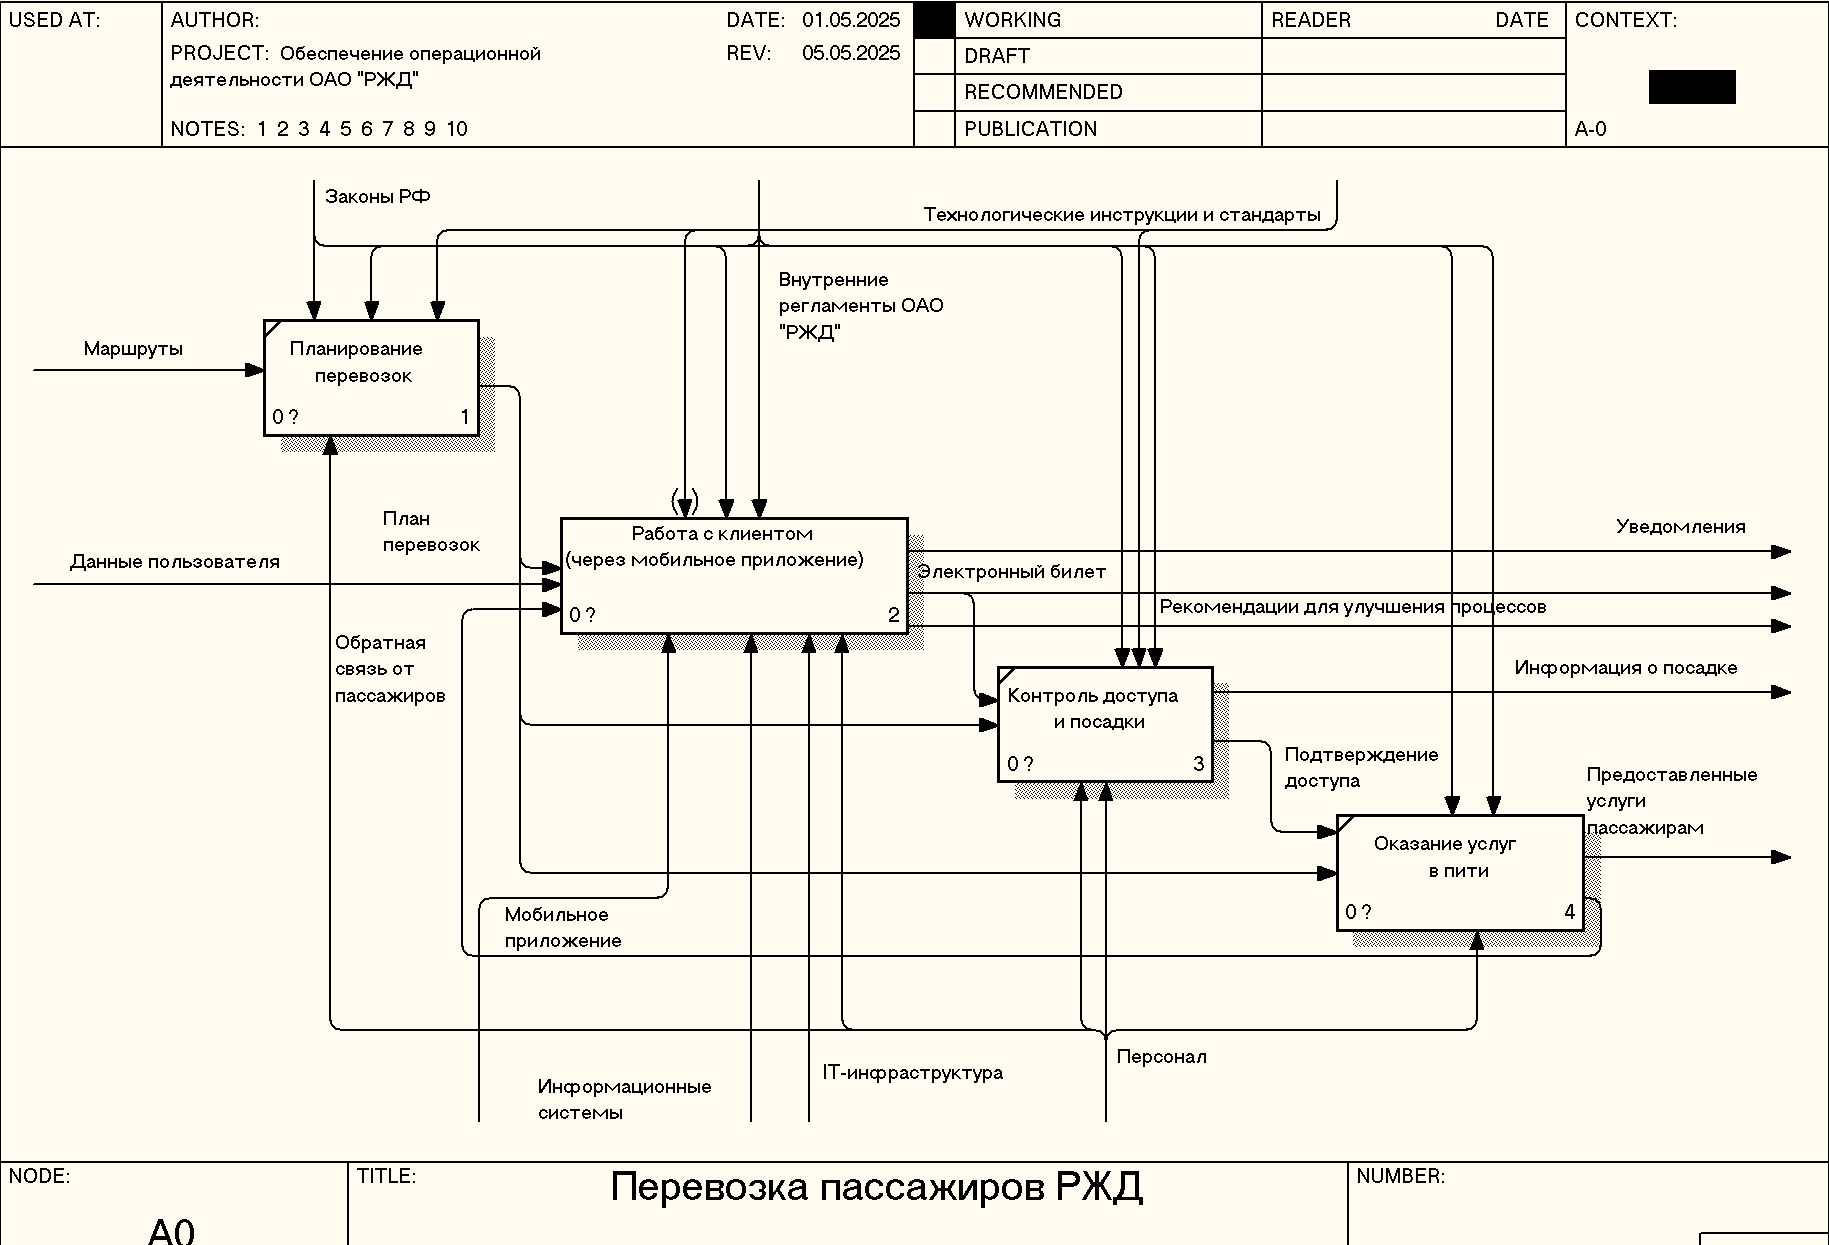 USED AT:
AUTHOR:
DATE: 01.05.2025
PROJECT: Обеспечение операционной
деятельности ОАО "РЖД"
REV: 05.05.2025
NOTES: 1 2 3 4 5 6 7 8 9 10
WORKING
DRAFT
RECOMMENDED
PUBLICATION
READER DATE
CONTEXT:
A-0
Законы РФ
Технологические инструкции и стандарты
Внутренние
регламенты ОАО
"РЖД"
Маршруты
Планирование
перевозок
0 ? 1
План
перевозок
Данные пользователя
Работа с клиентом
(через мобильное приложение)
0 ? 2
Уведомления
Электронный билет
Рекомендации для улучшения процессов
Обратная
связь от
пассажиров
Информация о посадке
Контроль доступа
и посадки
0 ? 3
Подтверждение
доступа
Предоставленные
услуги
пассажирам
Оказание услуг
в пити
0 ? 4
Мобильное
приложение
Персонал
IT-инфраструктура
Информационные
системы
NODE:
A0
TITLE:
Перевозка пассажиров РЖД
NUMBER: